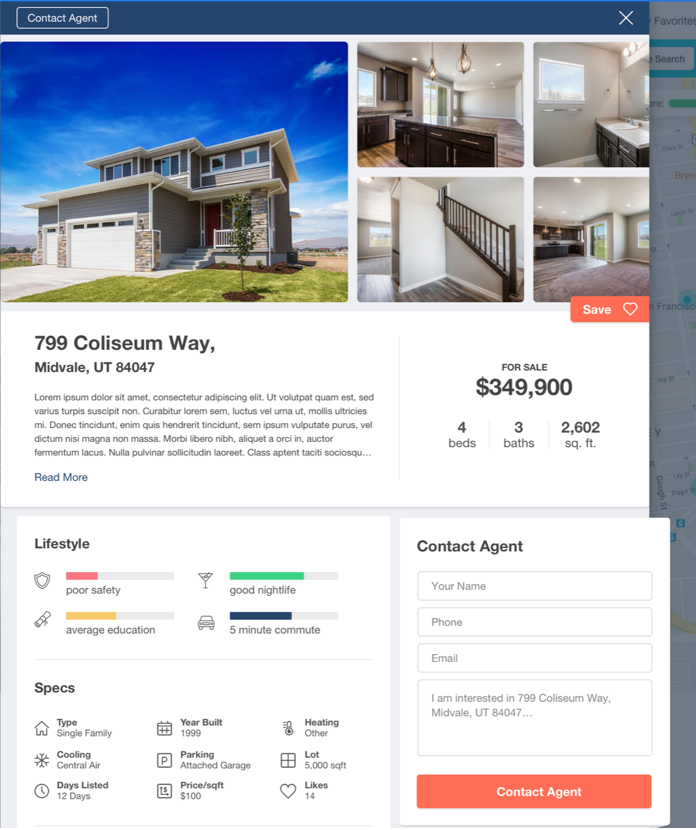 Contact Agent
Favorites
Search
Save
799 Coliseum Way,
Midvale, UT 84047
Lorem ipsum dolor sit amet, consectetur adipiscing elit. Ut volutpat quam est, sed
varius turpis suscipit non. Curabitur lorem sem, luctus vel urna ut, mollis ultricies
mi. Donec tincidunt, enim quis hendrerit tincidunt, sem ipsum vulputate purus, vel
dictum nisi magna non massa. Morbi libero nibh, aliquet a orci in, auctor
fermentum lacus. Nulla pulvinar sollicitudin laoreet. Class aptent taciti sociosqu...
Read More
FOR SALE
$349,900
4 beds
3 baths
2,602 sq. ft.
Lifestyle
poor safety
good nightlife
average education
5 minute commute
Specs
Type
Single Family
Year Built
1999
Heating
Other
Cooling
Central Air
Parking
Attached Garage
Lot
5,000 sqft
Days Listed
12 Days
Price/sqft
$100
Likes
14
Contact Agent
Your Name
Phone
Email
I am interested in 799 Coliseum Way,
Midvale, UT 84047...
Contact Agent